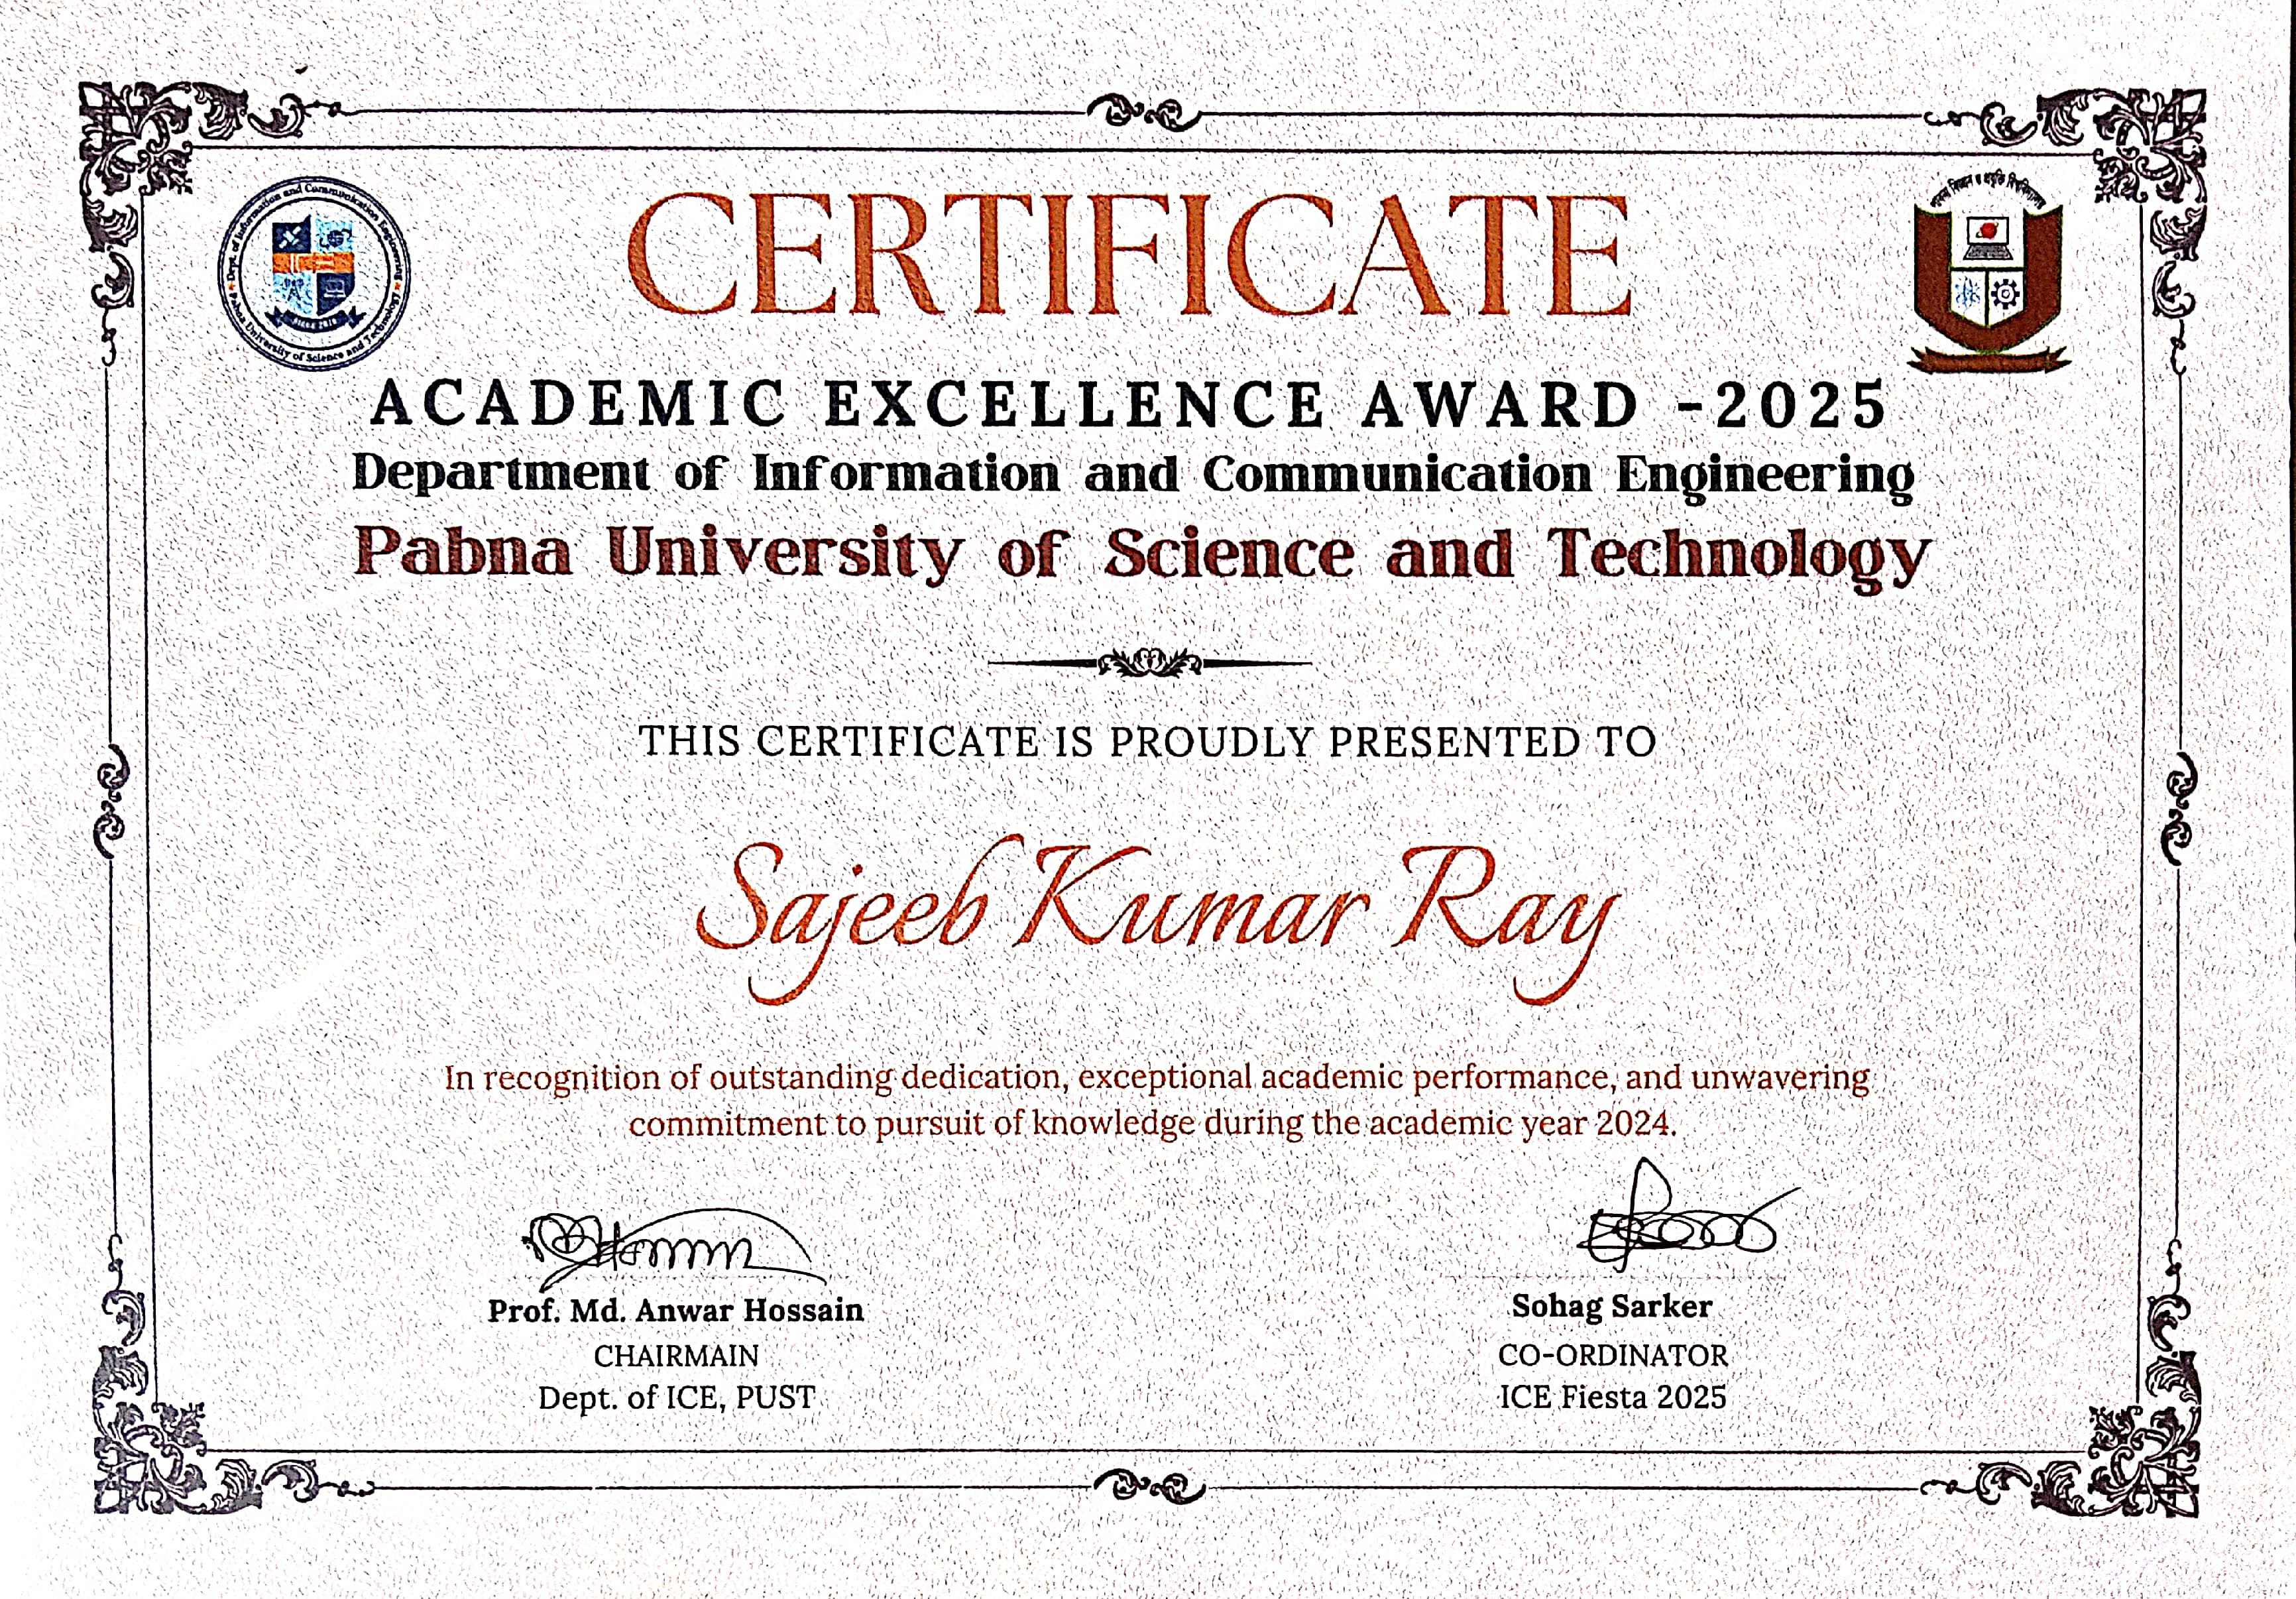 Dept. of Information and Communication Engineering
Pabna University of Science and Technology
পাবনা বিজ্ঞান ও প্রযুক্তি বিশ্ববিদ্যালয়
CERTIFICATE
ACADEMIC EXCELLENCE AWARD -2025
Department of Information and Communication Engineering
Pabna University of Science and Technology
THIS CERTIFICATE IS PROUDLY PRESENTED TO
Sajeeb Kumar Ray
In recognition of outstanding dedication, exceptional academic performance, and unwavering
commitment to pursuit of knowledge during the academic year 2024.
Prof. Md. Anwar Hossain
CHAIRMAIN
Dept. of ICE, PUST
Sohag Sarker
CO-ORDINATOR
ICE Fiesta 2025